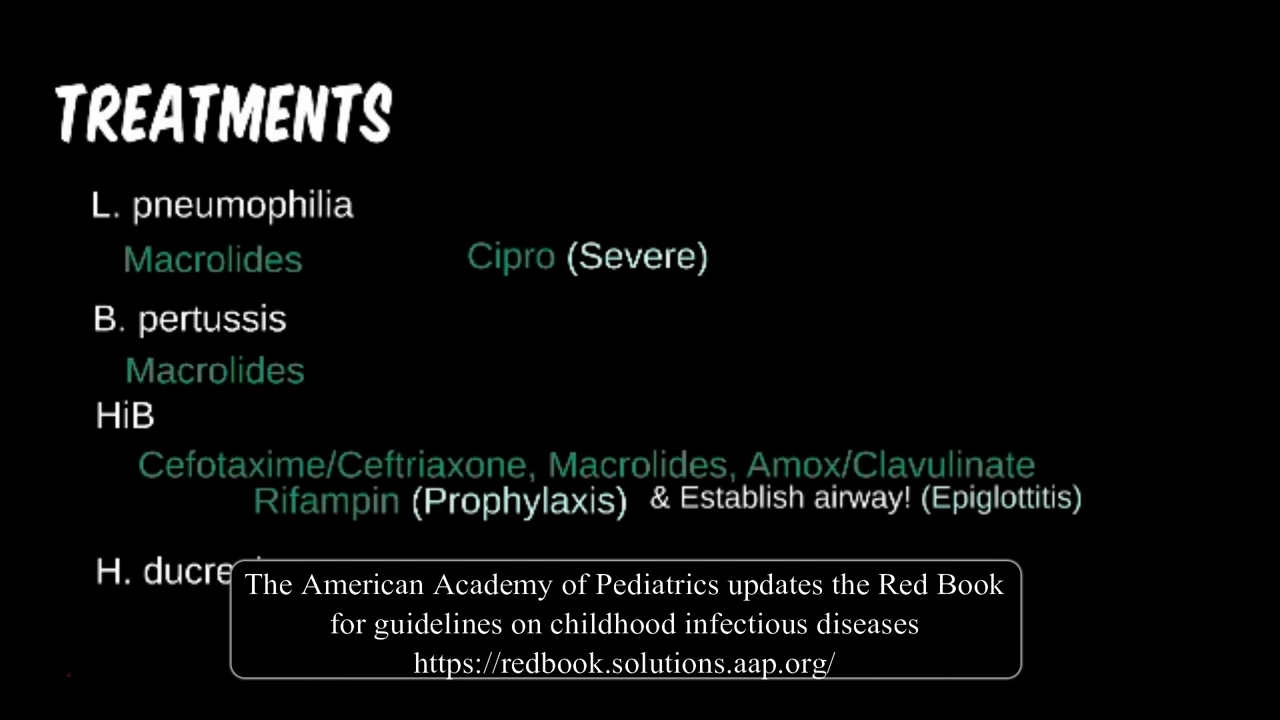 TREATMENTS
L. pneumophilia
Macrolides Cipro (Severe)
B. pertussis
Macrolides
HiB
Cefotaxime/Ceftriaxone, Macrolides, Amox/Clavulinate
Rifampin (Prophylaxis) & Establish airway! (Epiglottitis)
H.
The American Academy of Pediatrics updates the Red Book
for guidelines on childhood infectious diseases
https://redbook.solutions.aap.org/